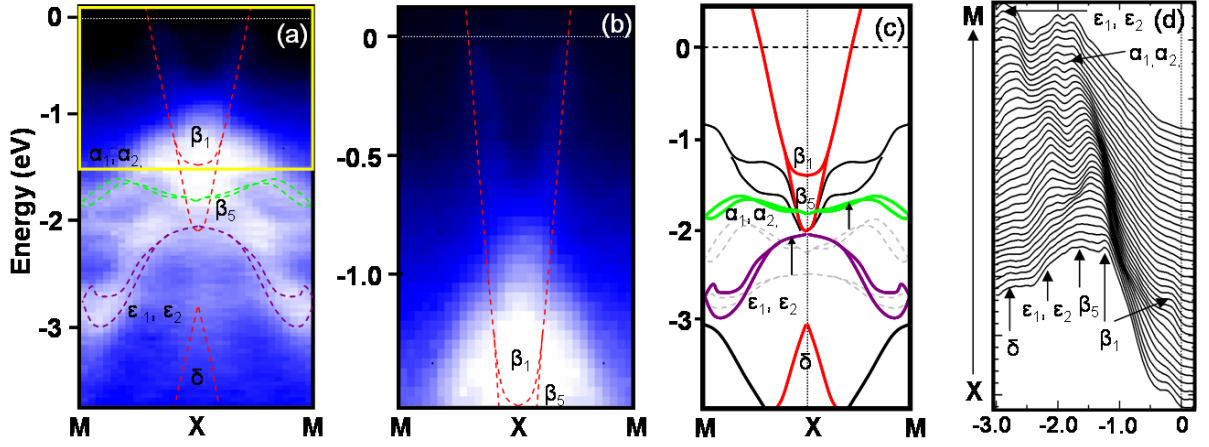 (a)
0
-1
-2
-3
Energy (eV)
β1
α1,α2,
β5
ε1, ε2
δ
M X M
(b)
0
-0.5
-1.0
β1
β5
M X M
(c)
0
-1
-2
-3
β1
β5
α1,α2,
ε1, ε2
δ
M X M
(d)
M
ε1, ε2
α1,α2,
ε1, ε2 β5
δ
β1
X
-3.0 -2.0 -1.0 0.0